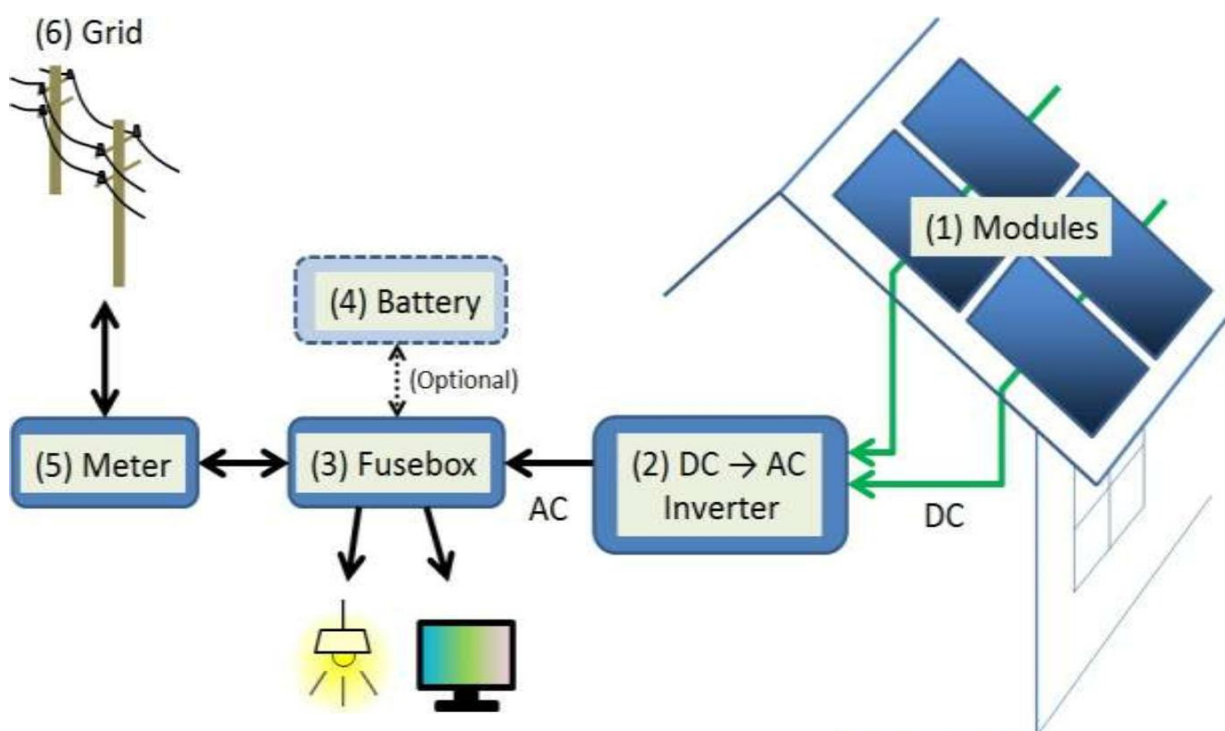 (6) Grid
(1) Modules
(4) Battery
(Optional)
(5) Meter
(3) Fusebox
(2) DC → AC
Inverter
AC
DC